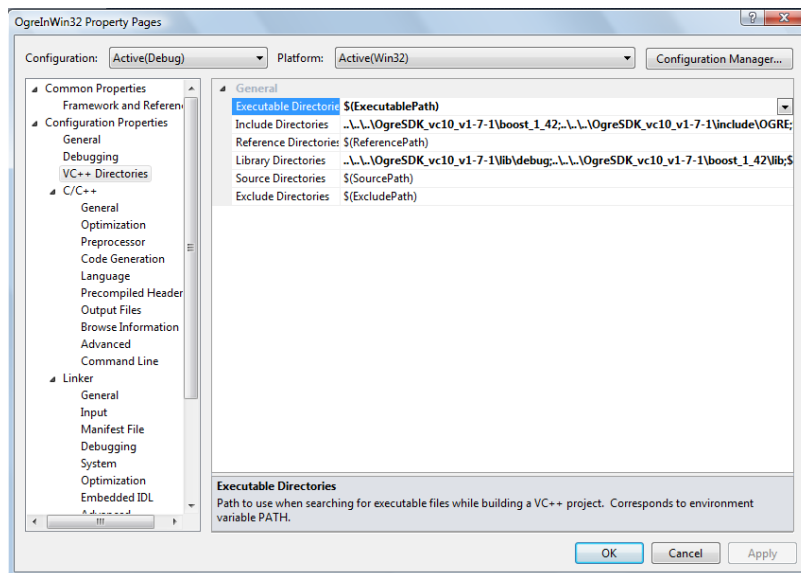 OgreInWin32 Property Pages
Configuration: Active(Debug) Platform: Active(Win32) Configuration Manager...
Common Properties
Framework and Referen
Configuration Properties
General
Debugging
VC++ Directories
C/C++
General
Optimization
Preprocessor
Code Generation
Language
Precompiled Header
Output Files
Browse Information
Advanced
Command Line
Linker
General
Input
Manifest File
Debugging
System
Optimization
Embedded IDL
Advanced
General
Executable Directorie $(ExecutablePath)
Include Directories ..\..\..\OgreSDK_vc10_v1-7-1\boost_1_42;..\..\..\OgreSDK_vc10_v1-7-1\include\OGRE;
Reference Directories $(ReferencePath)
Library Directories ..\..\..\OgreSDK_vc10_v1-7-1\lib\debug;..\..\..\OgreSDK_vc10_v1-7-1\boost_1_42\lib;$
Source Directories $(SourcePath)
Exclude Directories $(ExcludePath)
Executable Directories
Path to use when searching for executable files while building a VC++ project. Corresponds to environment
variable PATH.
OK Cancel Apply